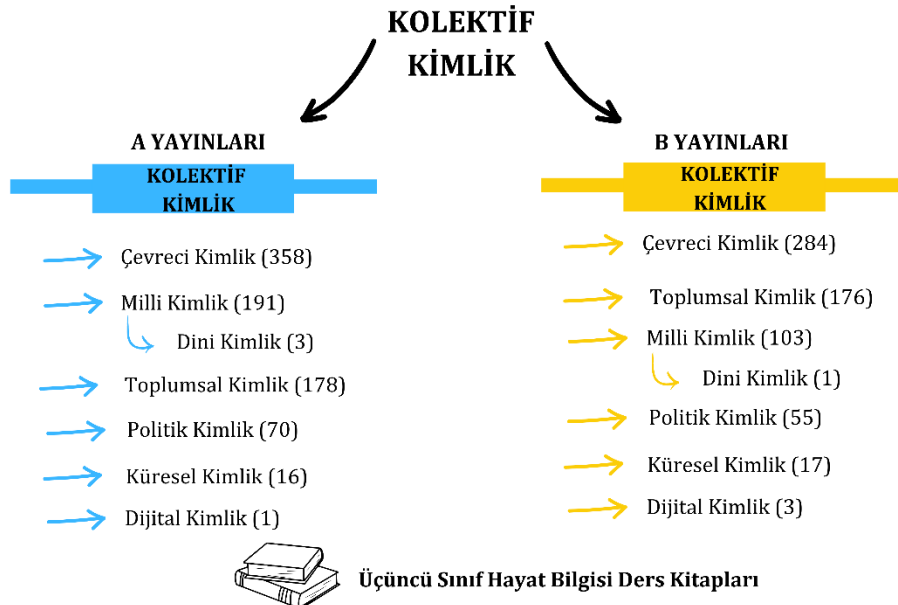 KOLEKTİF
KİMLİK
A YAYINLARI
KOLEKTİF
KİMLİK
Çevreci Kimlik (358)
Milli Kimlik (191)
Dini Kimlik (3)
Toplumsal Kimlik (178)
Politik Kimlik (70)
Küresel Kimlik (16)
Dijital Kimlik (1)
B YAYINLARI
KOLEKTİF
KİMLİK
Çevreci Kimlik (284)
Toplumsal Kimlik (176)
Milli Kimlik (103)
Dini Kimlik (1)
Politik Kimlik (55)
Küresel Kimlik (17)
Dijital Kimlik (3)
Üçüncü Sınıf Hayat Bilgisi Ders Kitapları